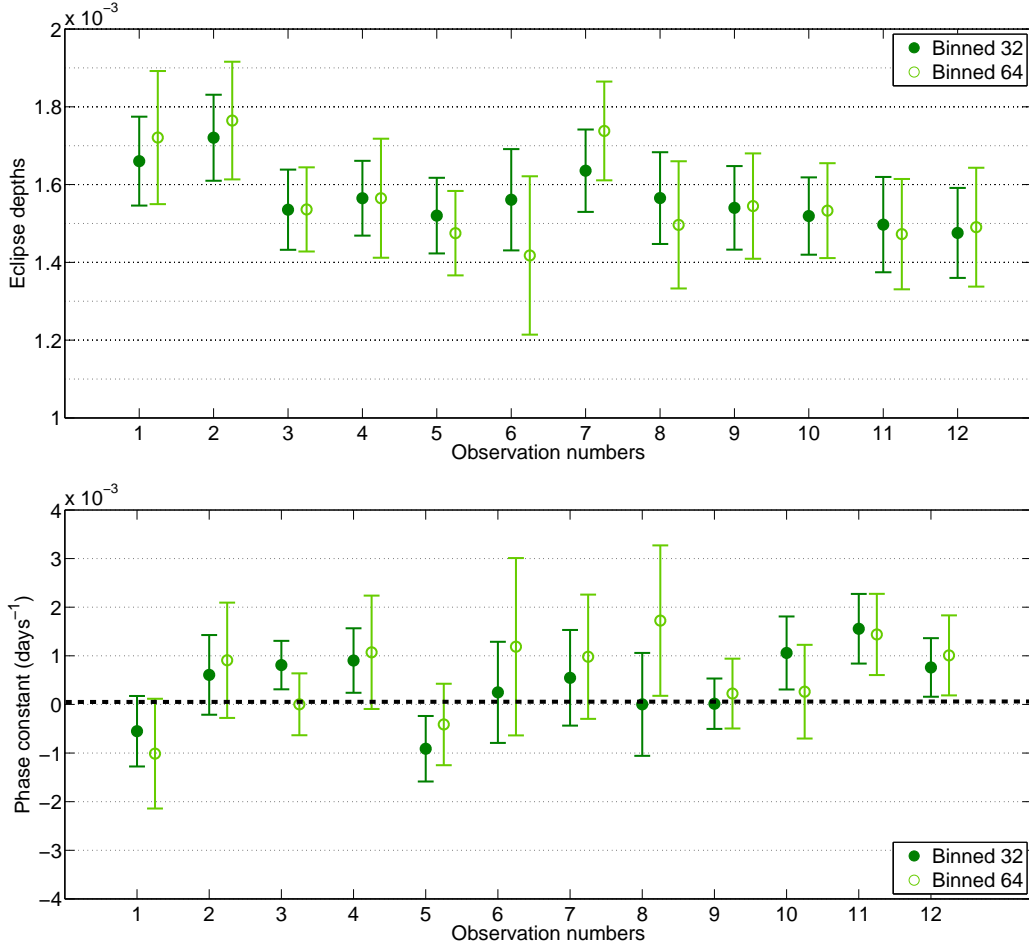 x 10⁻³
2
1.8
1.6
1.4
1.2
1
Eclipse depths
Binned 32
Binned 64
1 2 3 4 5 6 7 8 9 10 11 12
Observation numbers
x 10⁻³
4
3
2
1
0
−1
−2
−3
−4
Phase constant (days⁻¹)
Binned 32
Binned 64
1 2 3 4 5 6 7 8 9 10 11 12
Observation numbers